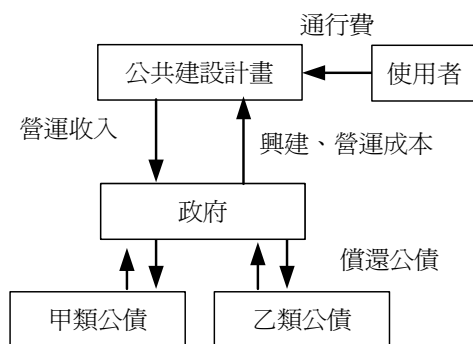 通行費
公共建設計畫
使用者
營運收入
興建、營運成本
政府
償還公債
甲類公債
乙類公債